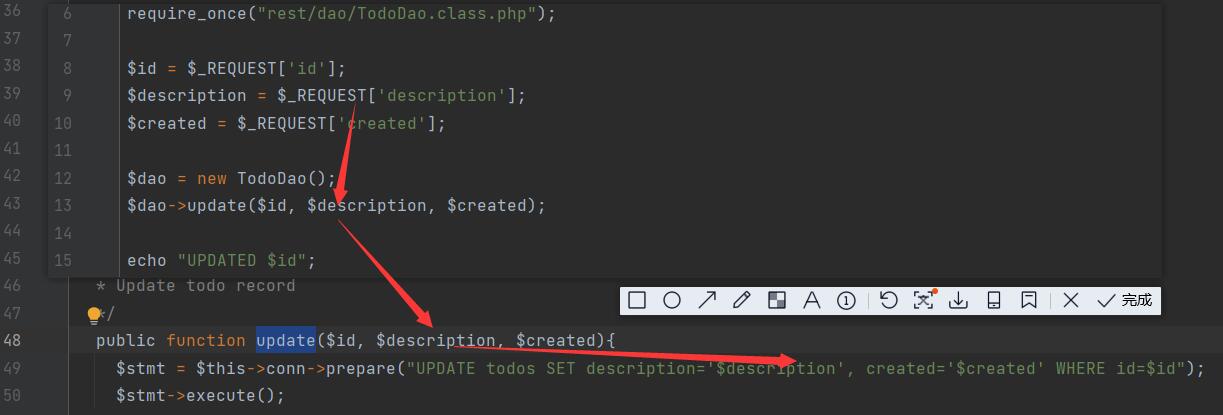 36 6 require_once("rest/dao/TodoDao.class.php");
37 7
38 8 $id = $_REQUEST['id'];
39 9 $description = $_REQUEST['description'];
40 10 $created = $_REQUEST['created'];
41 11
42 12 $dao = new TodoDao();
43 13 $dao->update($id, $description, $created);
44 14
45 15 echo "UPDATED $id";
46 * Update todo record
A 1 文 完成
47 */
48 public function update($id, $description, $created){
49 $stmt = $this->conn->prepare("UPDATE todos SET description='$description', created='$created' WHERE id=$id");
50 $stmt->execute();